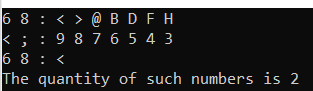 6 8 : < > @ B D F H
< ; : 9 8 7 6 5 4 3
6 8 : <
The quantity of such numbers is 2